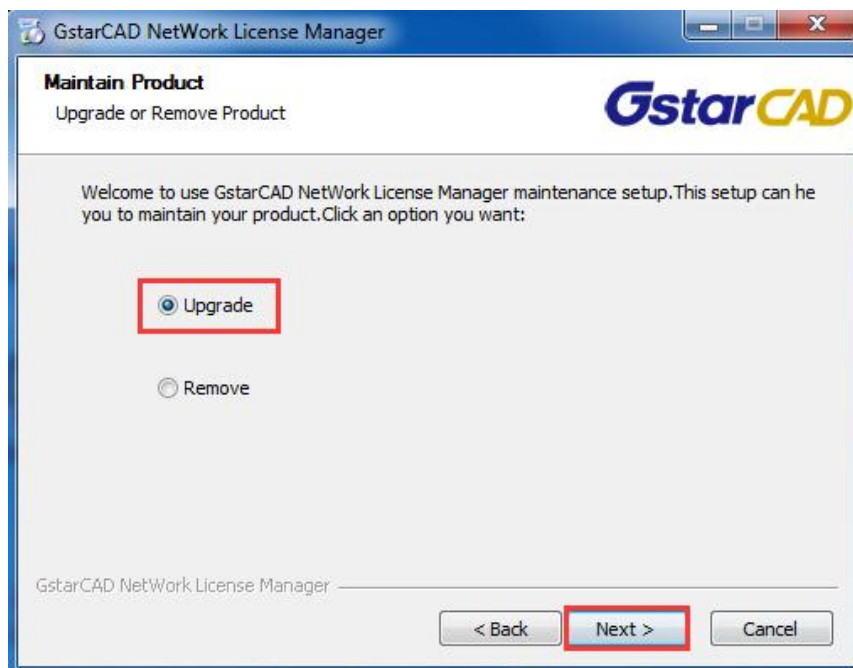 GstarCAD NetWork License Manager
Maintain Product
Upgrade or Remove Product
GstarCAD
Welcome to use GstarCAD NetWork License Manager maintenance setup.This setup can he
you to maintain your product.Click an option you want:
Upgrade
Remove
GstarCAD NetWork License Manager
< Back Next > Cancel